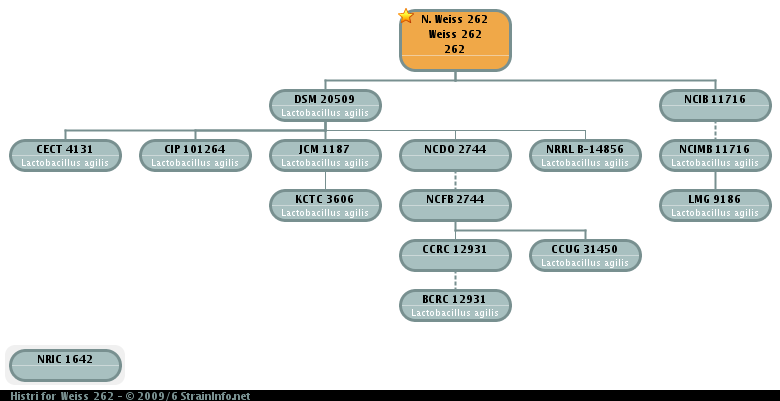 N. Weiss 262
Weiss 262
262
DSM 20509
Lactobacillus agilis
NCIB 11716
CECT 4131
Lactobacillus agilis
CIP 101264
Lactobacillus agilis
JCM 1187
Lactobacillus agilis
NCDO 2744
NRRL B-14856
Lactobacillus agilis
NCIMB 11716
Lactobacillus agilis
KCTC 3606
Lactobacillus agilis
NCFB 2744
LMG 9186
Lactobacillus agilis
CCRC 12931
CCUG 31450
Lactobacillus agilis
BCRC 12931
Lactobacillus agilis
NRIC 1642
Histri for Weiss 262 - © 2009/6 StrainInfo.net